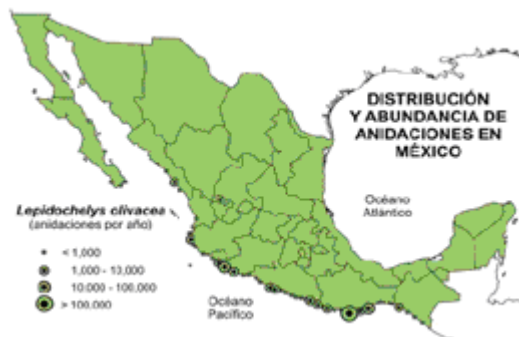 DISTRIBUCIÓN
Y ABUNDANCIA DE
ANIDACIONES EN
MÉXICO
Océano
Atlántico
Lepidochelys olivacea
(anidaciones por año)
< 1,000
1,000 - 13,000
10,000 - 100,000
> 100,000
Océano
Pacífico